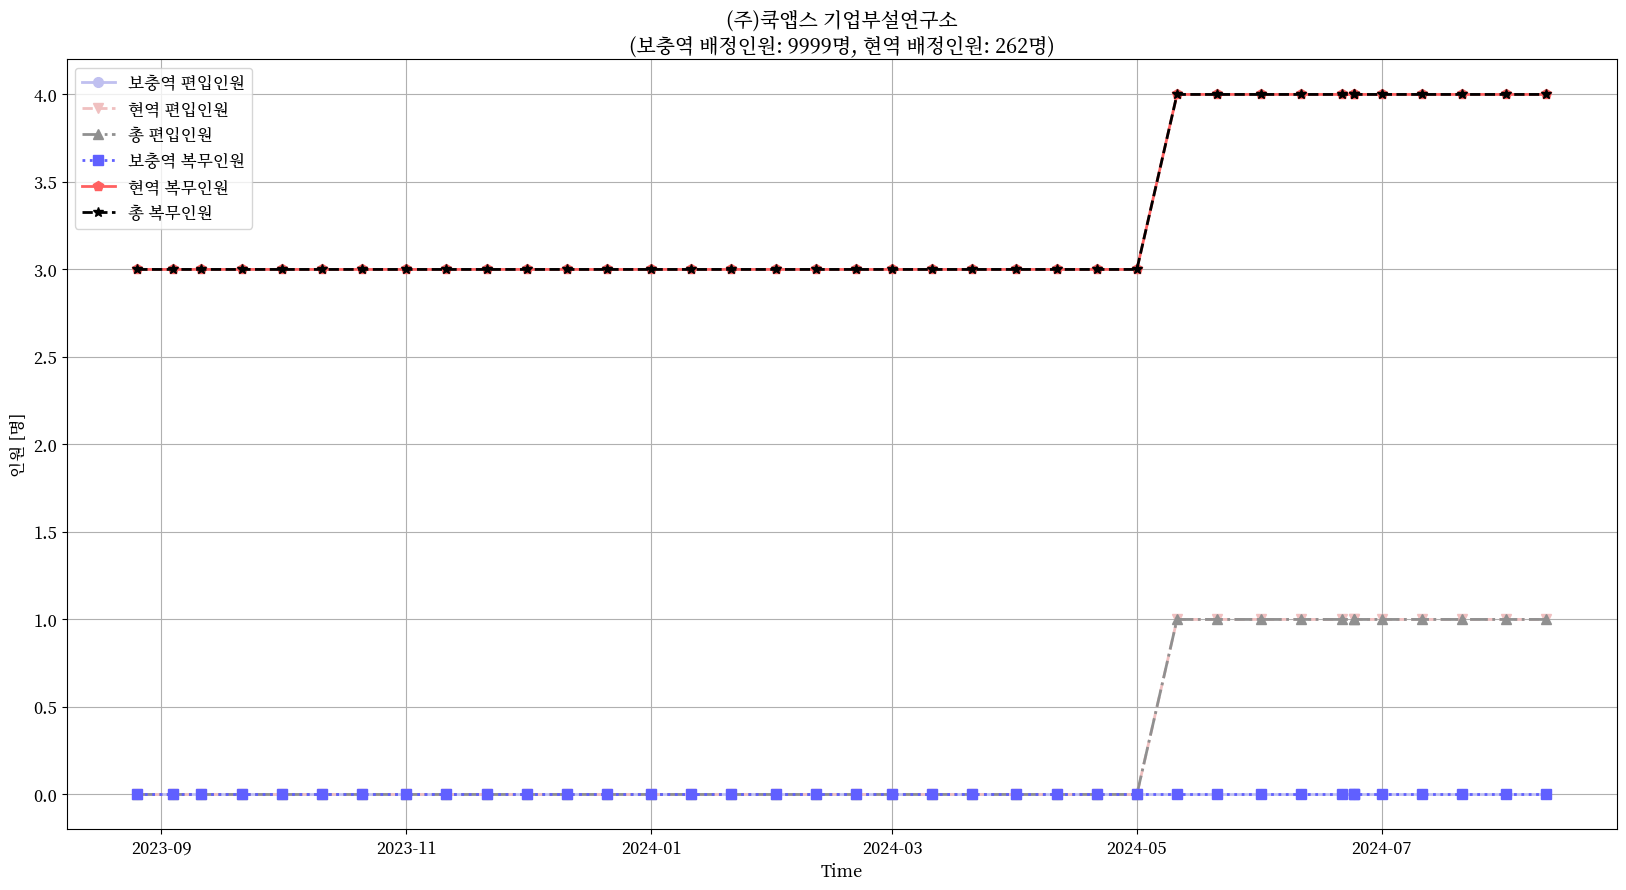 (주)쿡앱스 기업부설연구소
(보충역 배정인원: 9999명, 현역 배정인원: 262명)
보충역 편입인원
현역 편입인원
총 편입인원
보충역 복무인원
현역 복무인원
총 복무인원
4.0
3.5
3.0
2.5
2.0
1.5
1.0
0.5
0.0
인원 [명]
2023-09
2023-11
2024-01
2024-03
2024-05
2024-07
Time